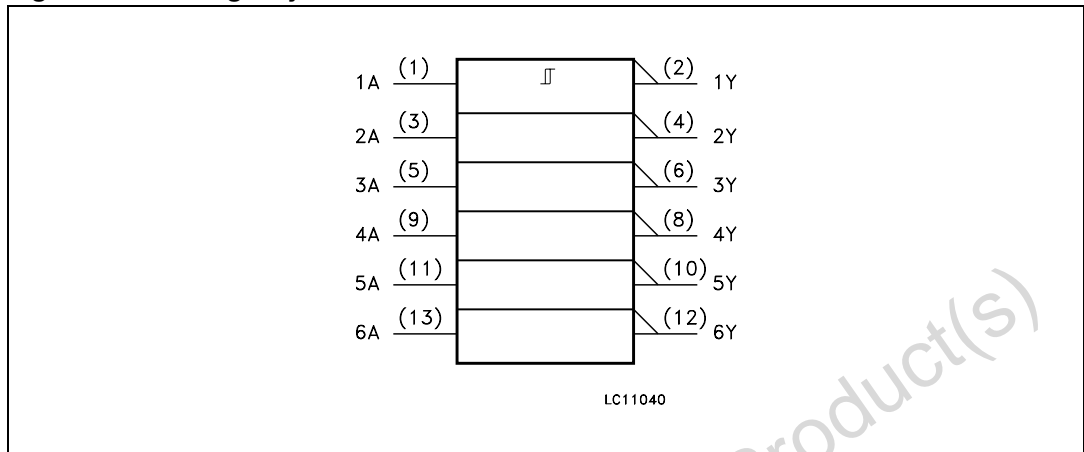 1A (1) (2) 1Y
2A (3) (4) 2Y
3A (5) (6) 3Y
4A (9) (8) 4Y
5A (11) (10) 5Y
6A (13) (12) 6Y
LC11040
roduct(s)